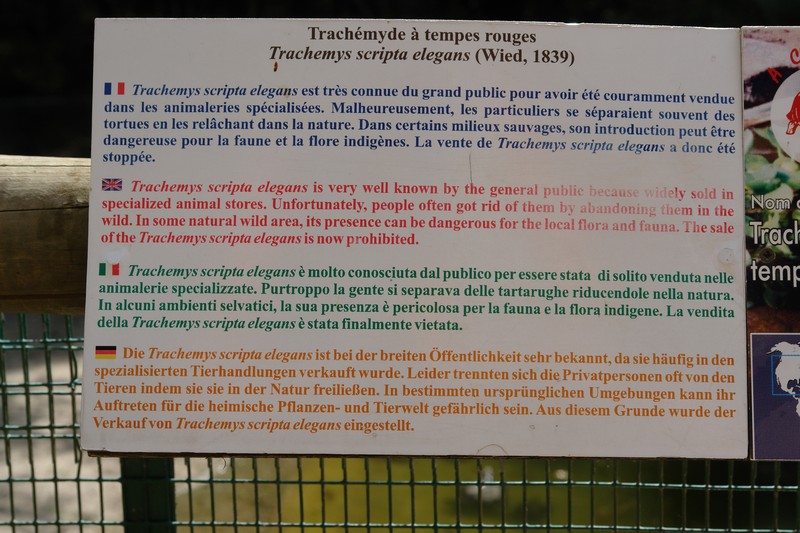 Trachémyde à tempes rouges
Trachemys scripta elegans (Wied, 1839)
Trachemys scripta elegans est très connue du grand public pour avoir été couramment vendue
dans les animaleries spécialisées. Malheureusement, les particuliers se séparaient souvent des
tortues en les relâchant dans la nature. Dans certains milieux sauvages, son introduction peut être
dangereuse pour la faune et la flore indigènes. La vente de Trachemys scripta elegans a donc été
stoppée.
Trachemys scripta elegans is very well known by the general public because widely sold in
specialized animal stores. Unfortunately, people often got rid of them by abandoning them in the
wild. In some natural wild area, its presence can be dangerous for the local flora and fauna. The sale
of the Trachemys scripta elegans is now prohibited.
Trachemys scripta elegans è molto conosciuta dal publico per essere stata di solito venduta nelle
animalerie specializzate. Purtroppo la gente si separava delle tartarughe riducendole nella natura.
In alcuni ambienti selvatici, la sua presenza è pericolosa per la fauna e la flora indigene. La vendita
della Trachemys scripta elegans è stata finalmente vietata.
Die Trachemys scripta elegans ist bei der breiten Öffentlichkeit sehr bekannt, da sie häufig in den
spezialisierten Tierhandlungen verkauft wurde. Leider trennten sich die Privatpersonen oft von den
Tieren indem sie sie in der Natur freiließen. In bestimmten ursprünglichen Umgebungen kann ihr
Auftreten für die heimische Pflanzen- und Tierwelt gefährlich sein. Aus diesem Grunde wurde der
Verkauf von Trachemys scripta elegans eingestellt.
Nom
Trach
temp